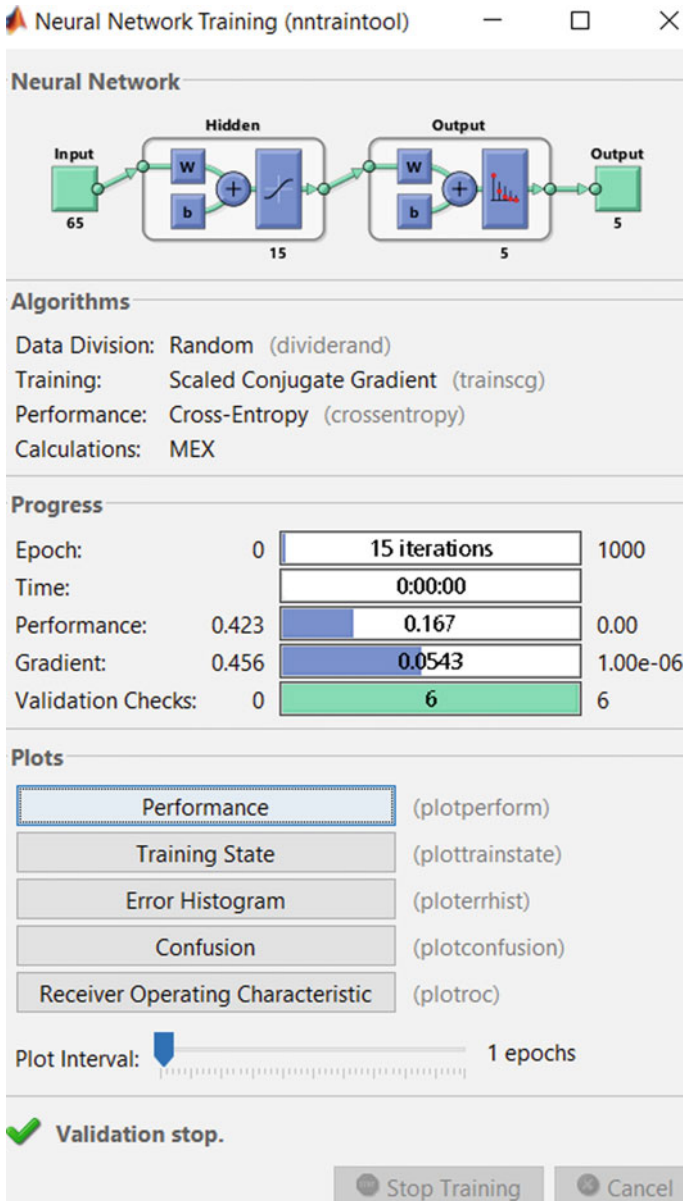 Neural Network Training (nntraintool)
Neural Network
Hidden
Output
Input
Output
W
W
b
b
65
15
5
5
Algorithms
Data Division: Random (dividerand)
Training: Scaled Conjugate Gradient (trainscg)
Performance: Cross-Entropy (crossentropy)
Calculations: MEX
Progress
Epoch: 0 15 iterations 1000
Time: 0:00:00
Performance: 0.423 0.167 0.00
Gradient: 0.456 0.0543 1.00e-06
Validation Checks: 0 6 6
Plots
Performance (plotperform)
Training State (plottrainstate)
Error Histogram (ploterrhist)
Confusion (plotconfusion)
Receiver Operating Characteristic (plotroc)
Plot Interval: 1 epochs
Validation stop.
Stop Training Cancel